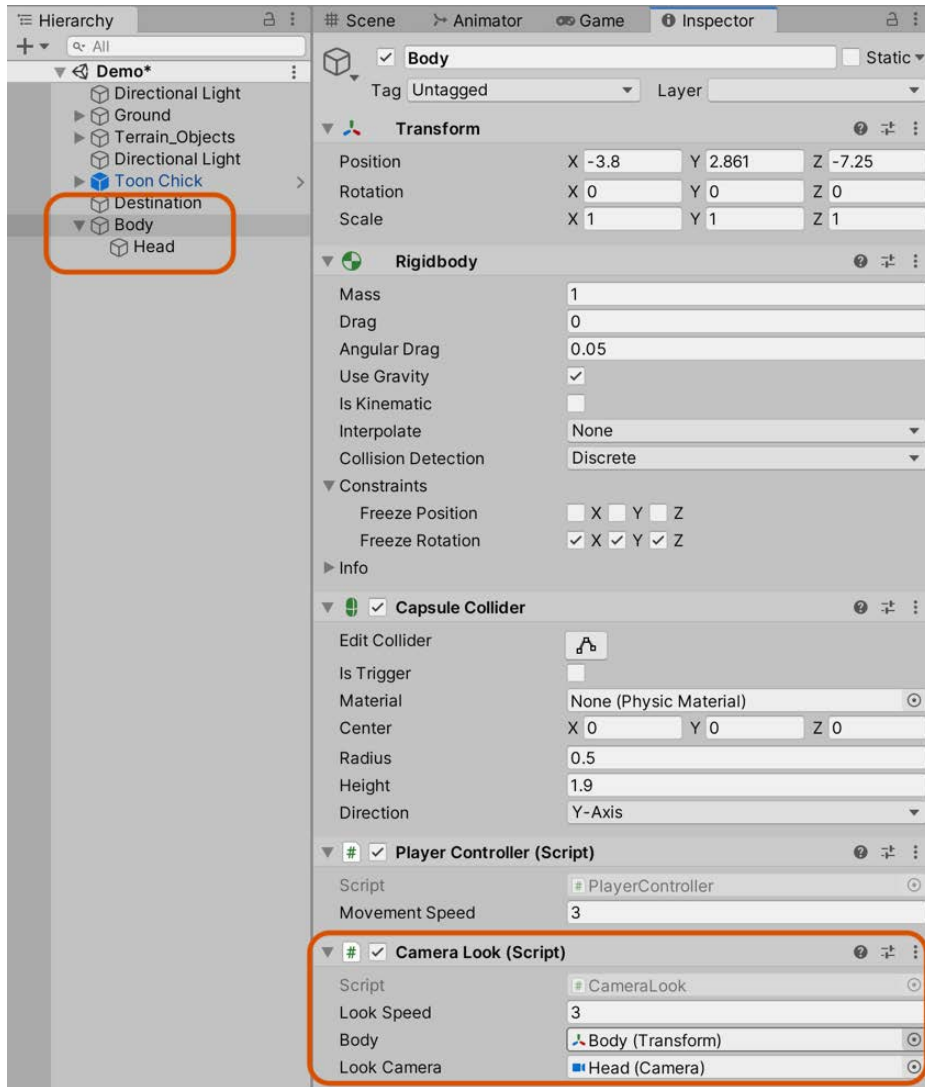 Hierarchy
All
Demo*
Directional Light
Ground
Terrain_Objects
Directional Light
Toon Chick
Destination
Body
Head
Scene Animator Game Inspector
Body Static
Tag Untagged Layer
Transform
Position X -3.8 Y 2.861 Z -7.25
Rotation X 0 Y 0 Z 0
Scale X 1 Y 1 Z 1
Rigidbody
Mass 1
Drag 0
Angular Drag 0.05
Use Gravity
Is Kinematic
Interpolate None
Collision Detection Discrete
Constraints
Freeze Position X Y Z
Freeze Rotation X Y Z
Info
Capsule Collider
Edit Collider
Is Trigger
Material None (Physic Material)
Center X 0 Y 0 Z 0
Radius 0.5
Height 1.9
Direction Y-Axis
# Player Controller (Script)
Script # PlayerController
Movement Speed 3
# Camera Look (Script)
Script # CameraLook
Look Speed 3
Body Body (Transform)
Look Camera Head (Camera)